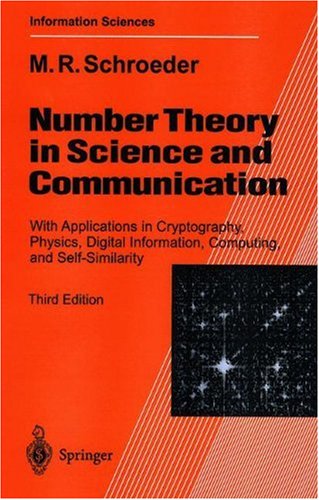 Information Sciences
M. R. Schroeder
Number Theory
in Science and
Communication
With Applications in Cryptography,
Physics, Digital Information, Computing,
and Self-Similarity
Third Edition
Springer